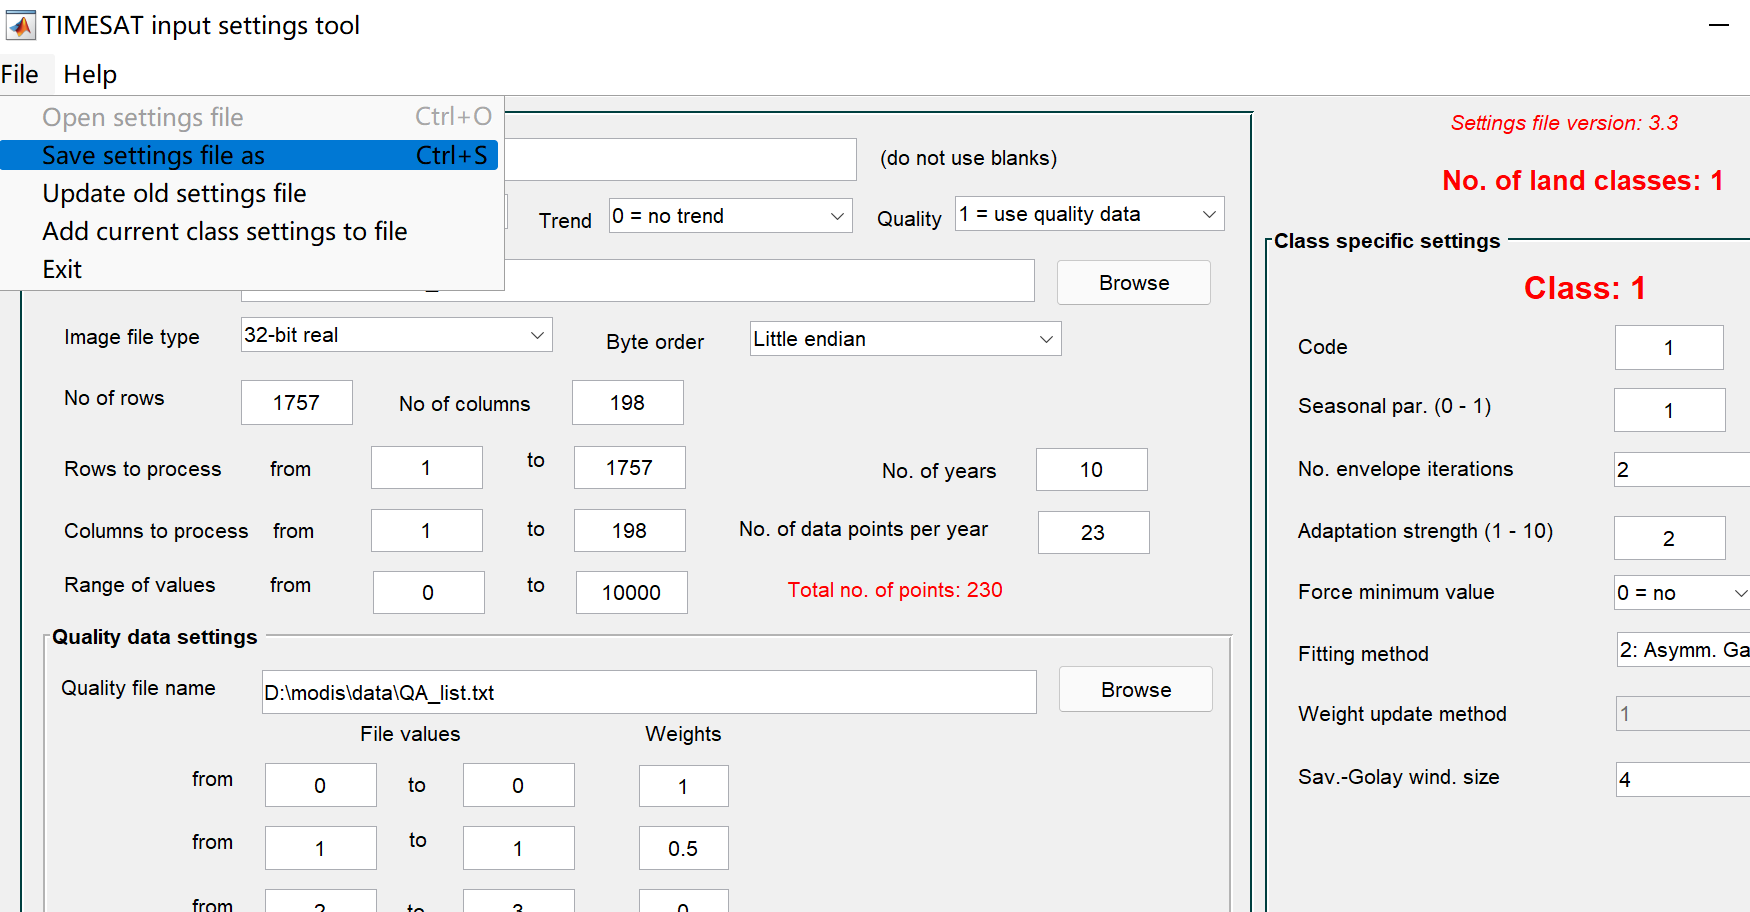 TIMESAT input settings tool
File Help
Open settings file Ctrl+O
Save settings file as Ctrl+S
Update old settings file
Add current class settings to file
Exit
(do not use blanks)
Trend 0 = no trend Quality 1 = use quality data
Browse
Image file type 32-bit real Byte order Little endian
No of rows 1757 No of columns 198
Rows to process from 1 to 1757 No. of years 10
Columns to process from 1 to 198 No. of data points per year 23
Range of values from 0 to 10000 Total no. of points: 230
Quality data settings
Quality file name D:\modis\data\QA_list.txt Browse
File values Weights
from 0 to 0 1
from 1 to 1 0.5
from 2 to 3 0
Settings file version: 3.3
No. of land classes: 1
Class specific settings
Class: 1
Code 1
Seasonal par. (0 - 1) 1
No. envelope iterations 2
Adaptation strength (1 - 10) 2
Force minimum value 0 = no
Fitting method 2: Asymm. Ga
Weight update method 1
Sav.-Golay wind. size 4